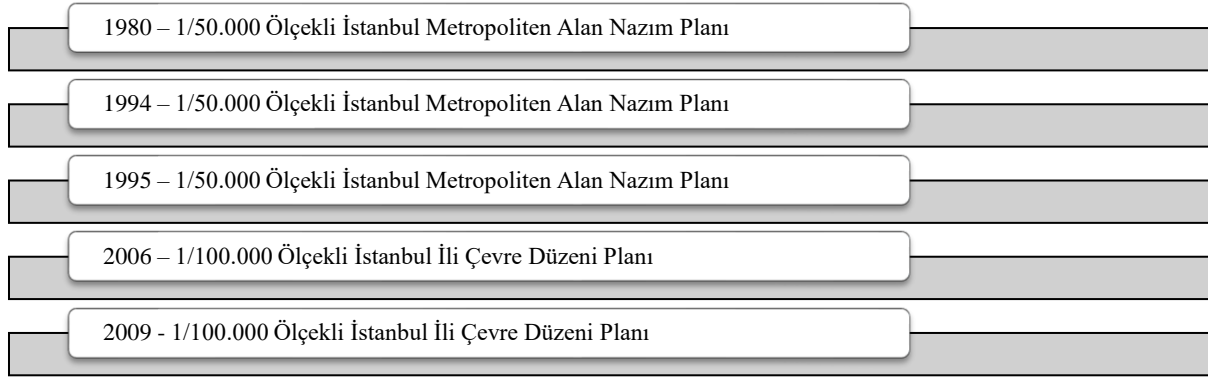 1980 – 1/50.000 Ölçekli İstanbul Metropoliten Alan Nazım Planı
1994 – 1/50.000 Ölçekli İstanbul Metropoliten Alan Nazım Planı
1995 – 1/50.000 Ölçekli İstanbul Metropoliten Alan Nazım Planı
2006 – 1/100.000 Ölçekli İstanbul İli Çevre Düzeni Planı
2009 - 1/100.000 Ölçekli İstanbul İli Çevre Düzeni Planı